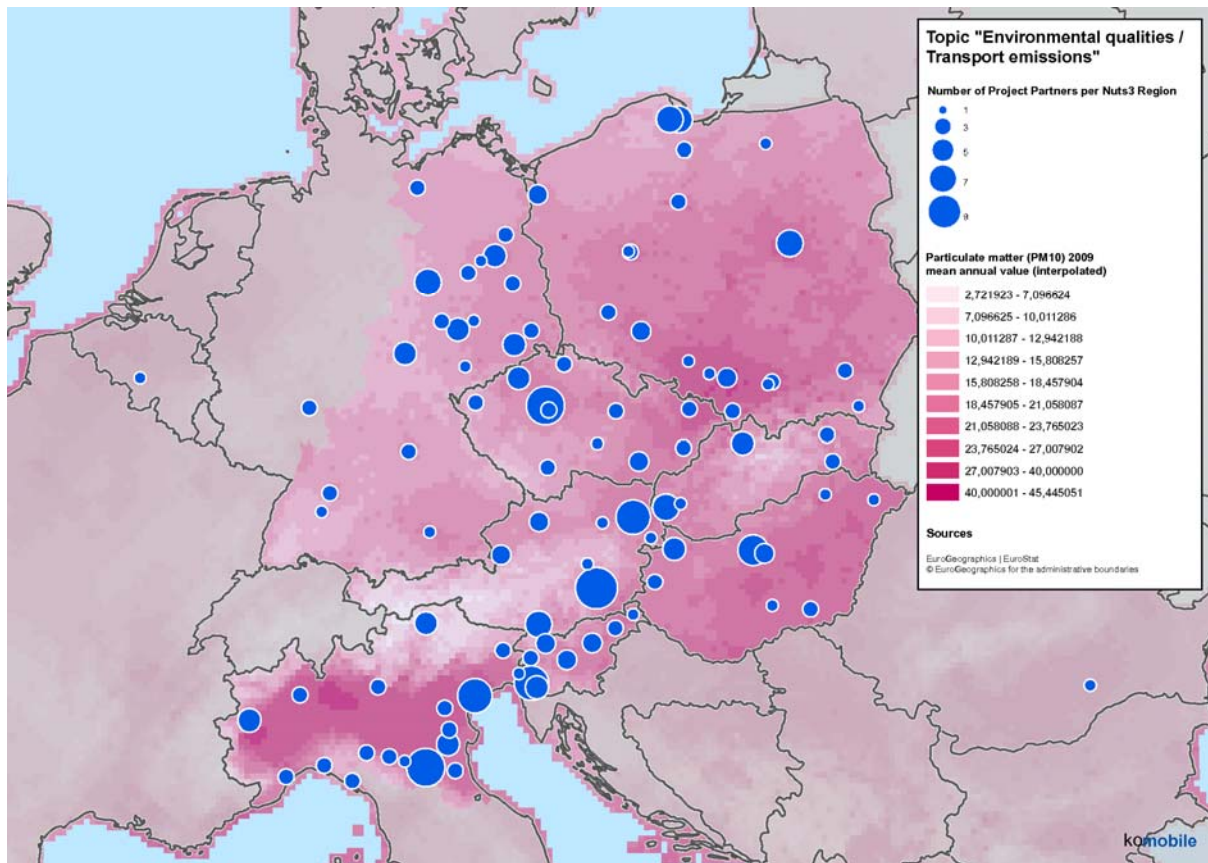 Topic "Environmental qualities /
Transport emissions"
Number of Project Partners per Nuts3 Region
1
3
5
7
9
Particulate matter (PM10) 2009
mean annual value (interpolated)
2,721923 - 7,096624
7,096625 - 10,011286
10,011287 - 12,942188
12,942189 - 15,808257
15,808258 - 18,457904
18,457905 - 21,058087
21,058088 - 23,765023
23,765024 - 27,007902
27,007903 - 40,000000
40,000001 - 45,445051
Sources
EuroGeographics | EuroStat
© EuroGeographics for the administrative boundaries
komobile